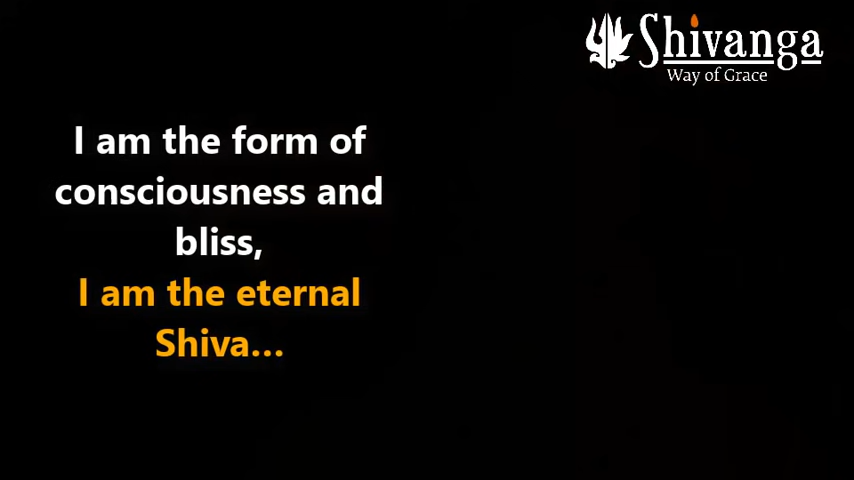 Shivanga
Way of Grace
I am the form of
consciousness and
bliss,
I am the eternal
Shiva...